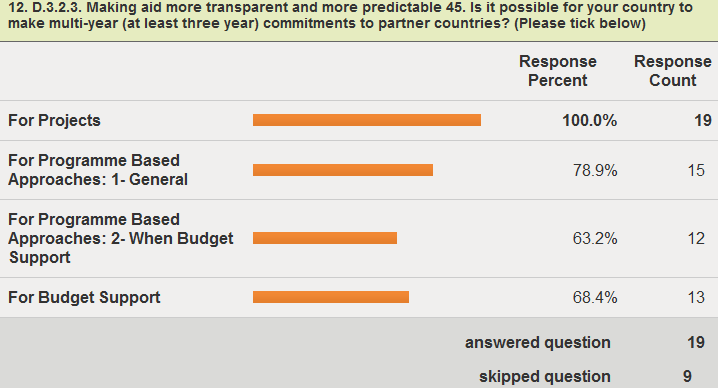 12. D.3.2.3. Making aid more transparent and more predictable 45. Is it possible for your country to
make multi-year (at least three year) commitments to partner countries? (Please tick below)
Response Percent
Response Count
For Projects 100.0% 19
For Programme Based
Approaches: 1- General 78.9% 15
For Programme Based
Approaches: 2- When Budget
Support 63.2% 12
For Budget Support 68.4% 13
answered question 19
skipped question 9